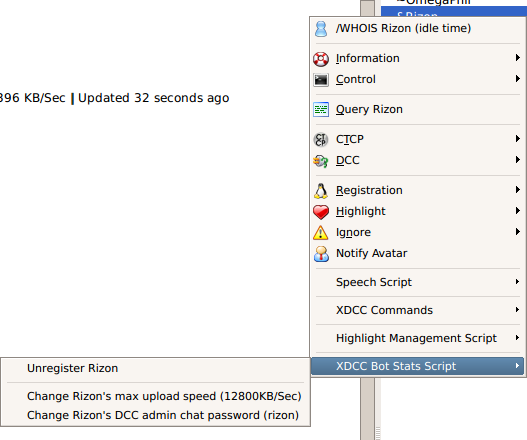 ~OmegaPhil
&Rizon
/WHOIS Rizon (idle time)
Information
Control
396 KB/Sec | Updated 32 seconds ago
Query Rizon
CTCP
DCC
Registration
Highlight
Ignore
Notify Avatar
Speech Script
XDCC Commands
Highlight Management Script
XDCC Bot Stats Script
Unregister Rizon
Change Rizon's max upload speed (12800KB/Sec)
Change Rizon's DCC admin chat password (rizon)